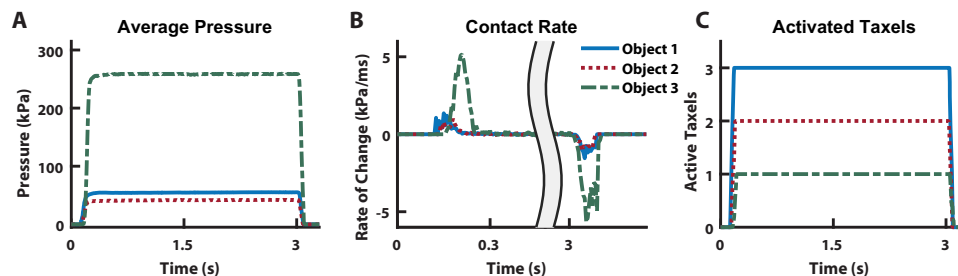 A
Average Pressure
300
200
100
0
Pressure (kPa)
0
1.5
3
Time (s)
B
Contact Rate
5
0
-5
Rate of Change (kPa/ms)
0
0.3
3
Time (s)
Object 1
Object 2
Object 3
C
Activated Taxels
3
2
1
0
Active Taxels
0
1.5
3
Time (s)